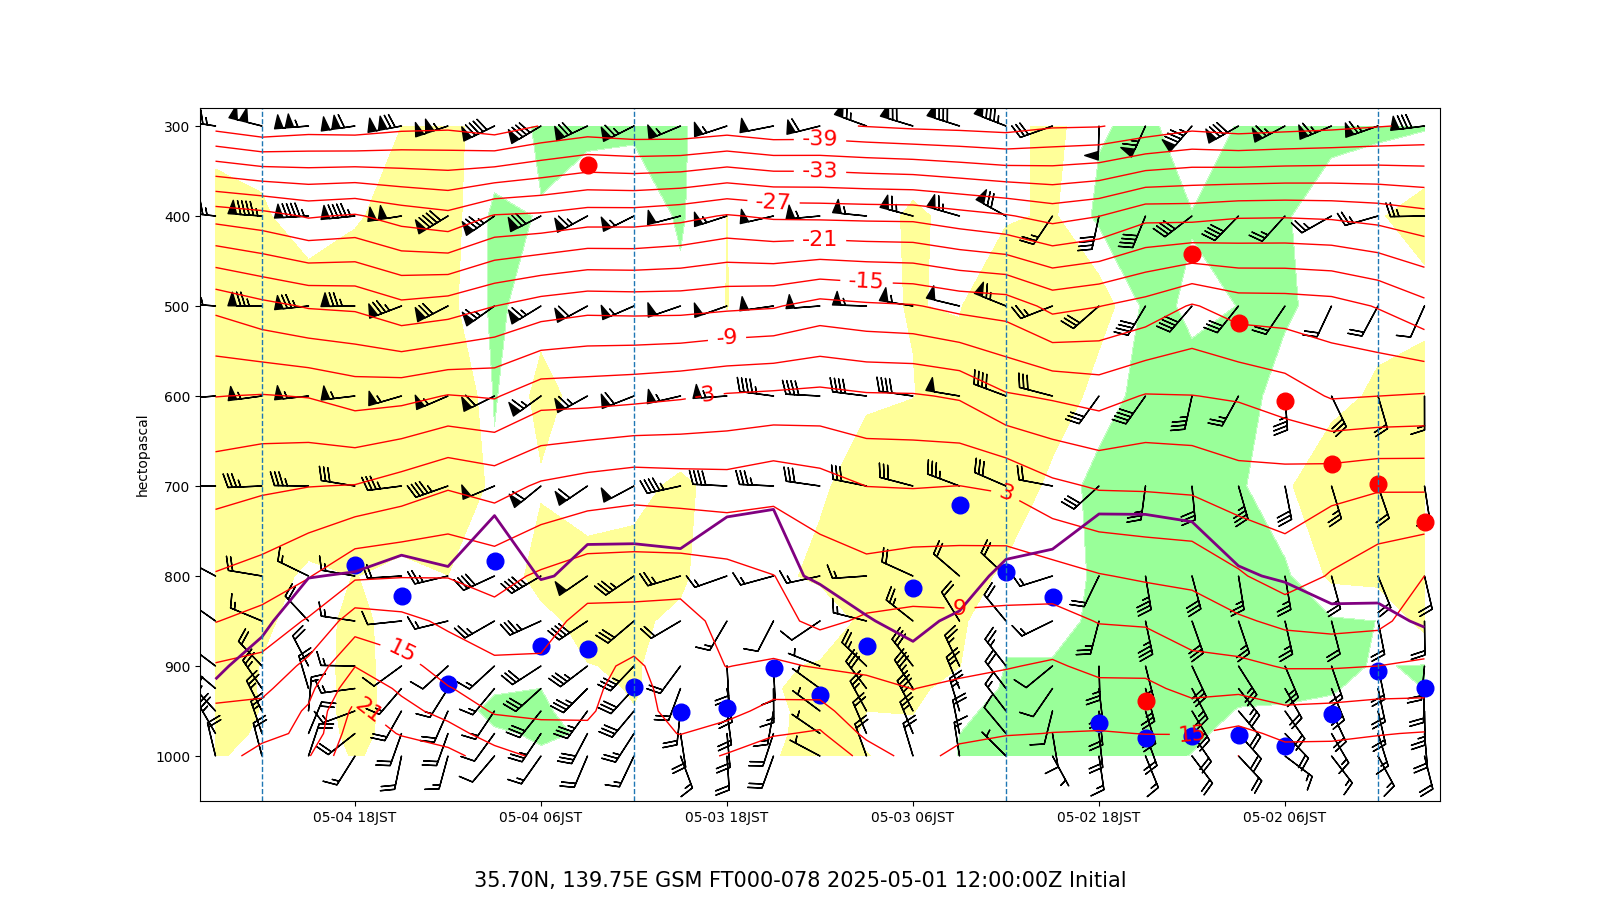 hectopascal
300
400
500
600
700
800
900
1000
-39
-33
-27
-21
-15
-9
-3
3
9
15
15
21
15
05-04 18JST
05-04 06JST
05-03 18JST
05-03 06JST
05-02 18JST
05-02 06JST
35.70N, 139.75E GSM FT000-078 2025-05-01 12:00:00Z Initial